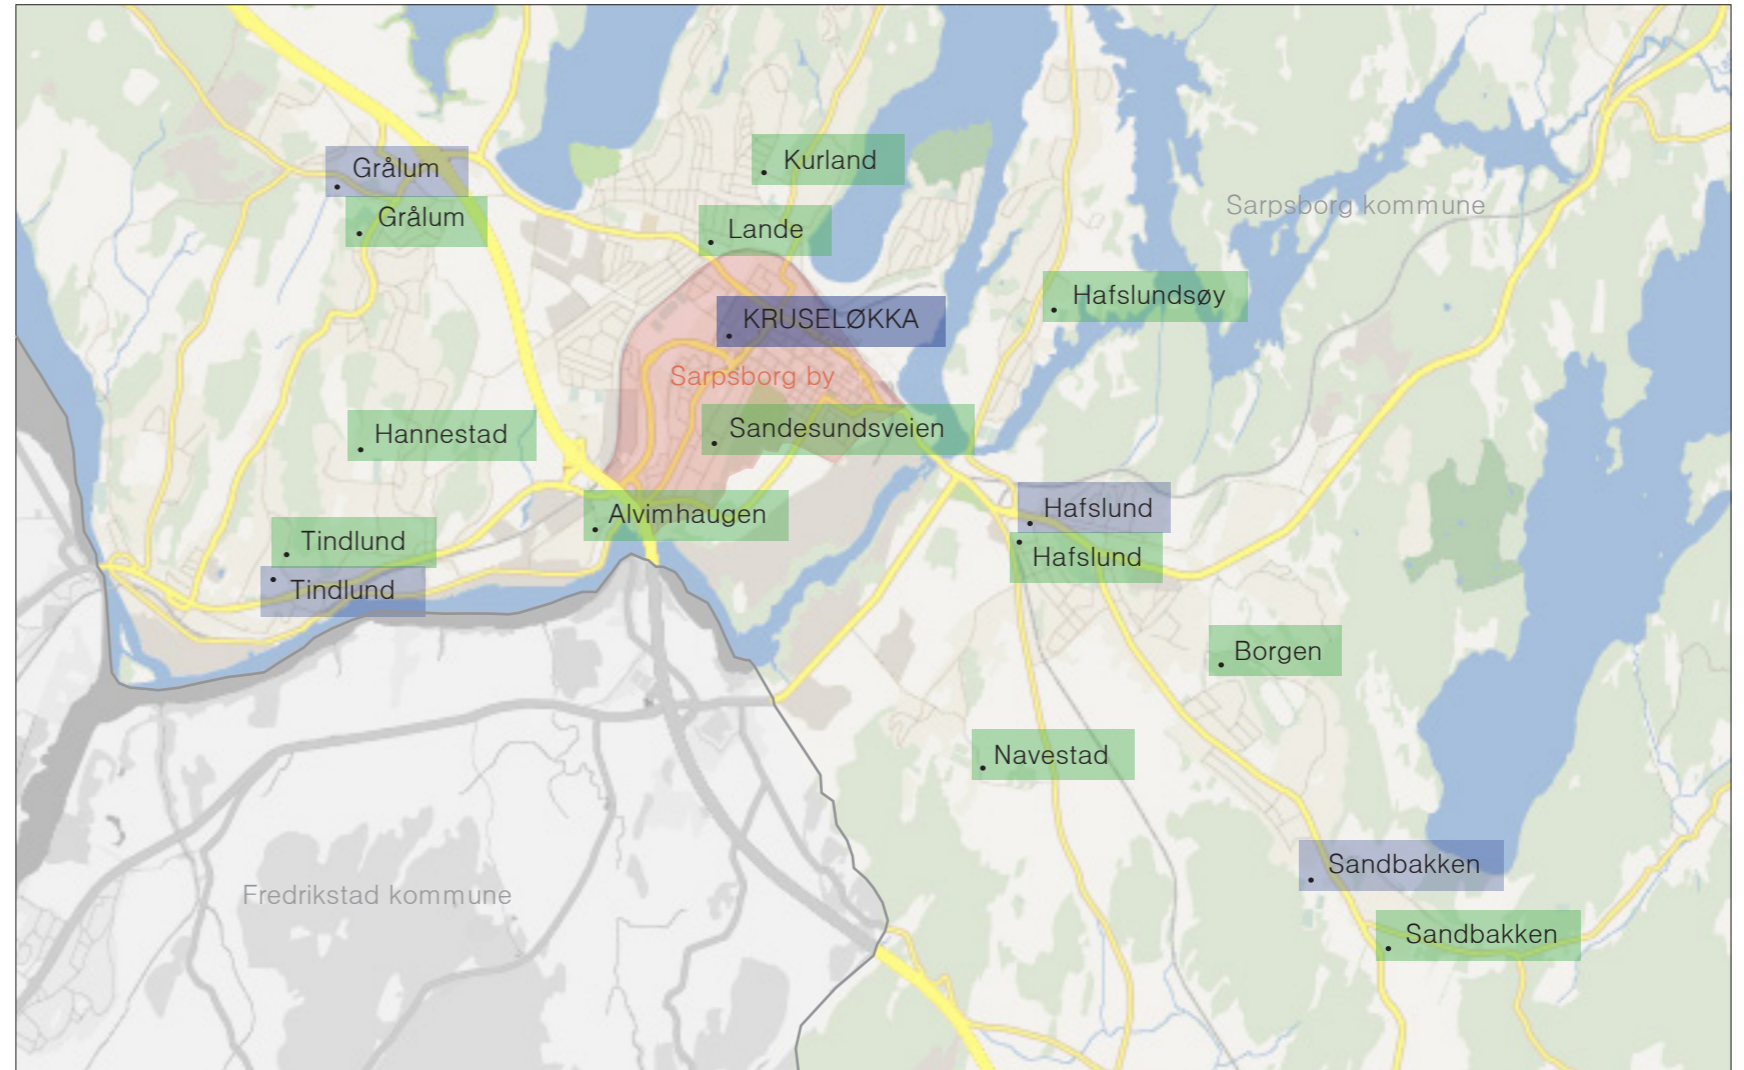 Kurland
Grålum
Sarpsborg kommune
Grålum
Lande
Hafslundsøy
KRUSELØKKA
Sarpsborg by
Sandesundsveien
Hannestad
Hafslund
Alvimhaugen
Tindlund
Hafslund
Tindlund
Borgen
Navestad
Sandbakken
Fredrikstad kommune
Sandbakken